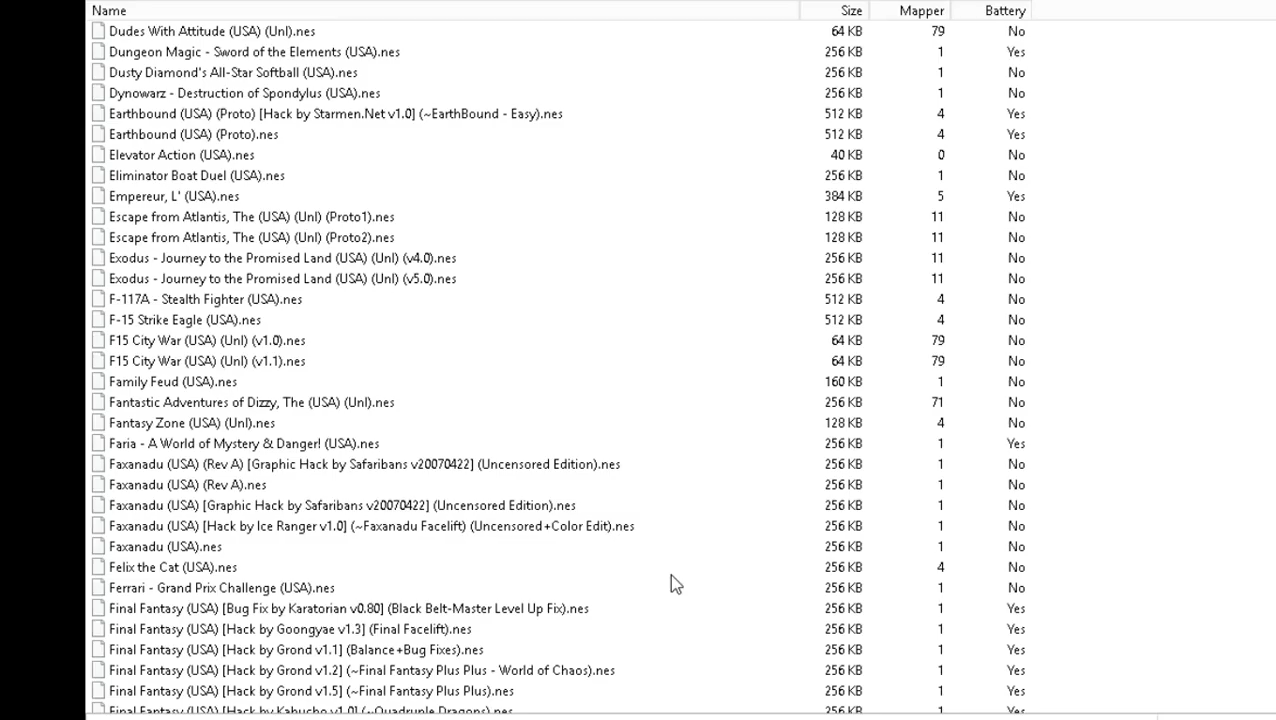 Name Size Mapper Battery
Dudes With Attitude (USA) (Unl).nes 64 KB 79 No
Dungeon Magic - Sword of the Elements (USA).nes 256 KB 1 Yes
Dusty Diamond's All-Star Softball (USA).nes 256 KB 1 No
Dynowarz - Destruction of Spondylus (USA).nes 256 KB 1 No
Earthbound (USA) (Proto) [Hack by Starmen.Net v1.0] (~EarthBound - Easy).nes 512 KB 4 Yes
Earthbound (USA) (Proto).nes 512 KB 4 Yes
Elevator Action (USA).nes 40 KB 0 No
Eliminator Boat Duel (USA).nes 256 KB 1 No
Empereur, L' (USA).nes 384 KB 5 Yes
Escape from Atlantis, The (USA) (Unl) (Proto1).nes 128 KB 11 No
Escape from Atlantis, The (USA) (Unl) (Proto2).nes 128 KB 11 No
Exodus - Journey to the Promised Land (USA) (Unl) (v4.0).nes 256 KB 11 No
Exodus - Journey to the Promised Land (USA) (Unl) (v5.0).nes 256 KB 11 No
F-117A - Stealth Fighter (USA).nes 512 KB 4 No
F-15 Strike Eagle (USA).nes 512 KB 4 No
F15 City War (USA) (Unl) (v1.0).nes 64 KB 79 No
F15 City War (USA) (Unl) (v1.1).nes 64 KB 79 No
Family Feud (USA).nes 160 KB 1 No
Fantastic Adventures of Dizzy, The (USA) (Unl).nes 256 KB 71 No
Fantasy Zone (USA) (Unl).nes 128 KB 4 No
Faria - A World of Mystery & Danger! (USA).nes 256 KB 1 Yes
Faxanadu (USA) (Rev A) [Graphic Hack by Safaribans v20070422] (Uncensored Edition).nes 256 KB 1 No
Faxanadu (USA) (Rev A).nes 256 KB 1 No
Faxanadu (USA) [Graphic Hack by Safaribans v20070422] (Uncensored Edition).nes 256 KB 1 No
Faxanadu (USA) [Hack by Ice Ranger v1.0] (~Faxanadu Facelift) (Uncensored+Color Edit).nes 256 KB 1 No
Faxanadu (USA).nes 256 KB 1 No
Felix the Cat (USA).nes 256 KB 4 No
Ferrari - Grand Prix Challenge (USA).nes 256 KB 1 No
Final Fantasy (USA) [Bug Fix by Karatorian v0.80] (Black Belt-Master Level Up Fix).nes 256 KB 1 Yes
Final Fantasy (USA) [Hack by Goongyae v1.3] (Final Facelift).nes 256 KB 1 Yes
Final Fantasy (USA) [Hack by Grond v1.1] (Balance+Bug Fixes).nes 256 KB 1 Yes
Final Fantasy (USA) [Hack by Grond v1.2] (~Final Fantasy Plus Plus - World of Chaos).nes 256 KB 1 Yes
Final Fantasy (USA) [Hack by Grond v1.5] (~Final Fantasy Plus Plus).nes 256 KB 1 Yes
Final Fantasy (USA) [Hack by Kabucho v1.0] (~Quadruple Dragons).nes 256 KB 1 Yes